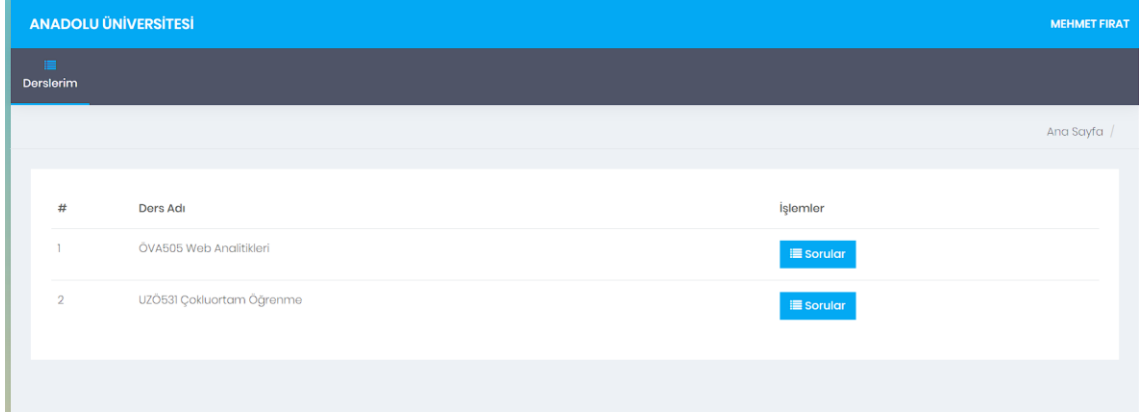 ANADOLU ÜNİVERSİTESİ MEHMET FIRAT
Derslerim
Ana Sayfa /
# Ders Adı İşlemler
1 ÖVA505 Web Analitikleri Sorular
2 UZÖ531 Çokluortam Öğrenme Sorular